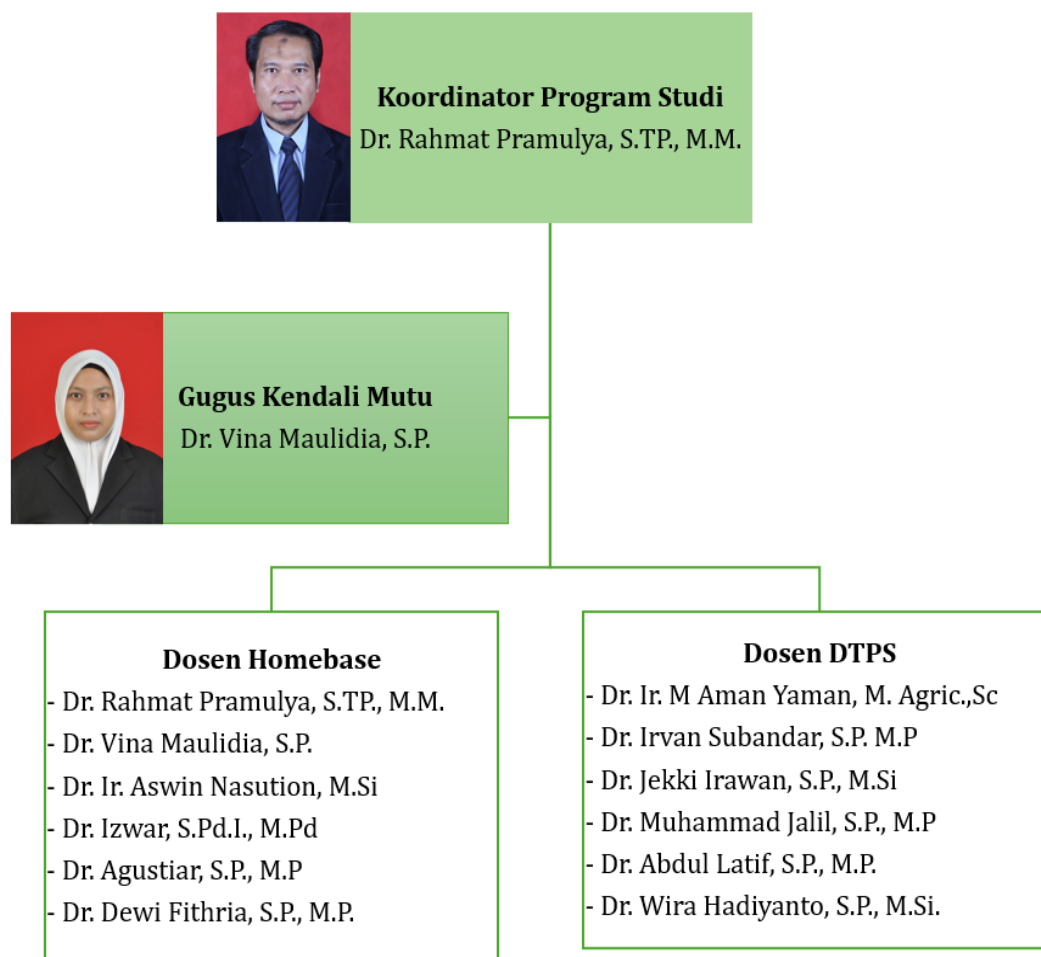 Koordinator Program Studi
Dr. Rahmat Pramulya, S.TP., M.M.
Gugus Kendali Mutu
Dr. Vina Maulidia, S.P.
Dosen Homebase
- Dr. Rahmat Pramulya, S.TP., M.M.
- Dr. Vina Maulidia, S.P.
- Dr. Ir. Aswin Nasution, M.Si
- Dr. Izwar, S.Pd.I., M.Pd
- Dr. Agustiar, S.P., M.P
- Dr. Dewi Fithria, S.P., M.P.
Dosen DTPS
- Dr. Ir. M Aman Yaman, M. Agric.,Sc
- Dr. Irvan Subandar, S.P. M.P
- Dr. Jekki Irawan, S.P., M.Si
- Dr. Muhammad Jalil, S.P., M.P
- Dr. Abdul Latif, S.P., M.P.
- Dr. Wira Hadiyanto, S.P., M.Si.